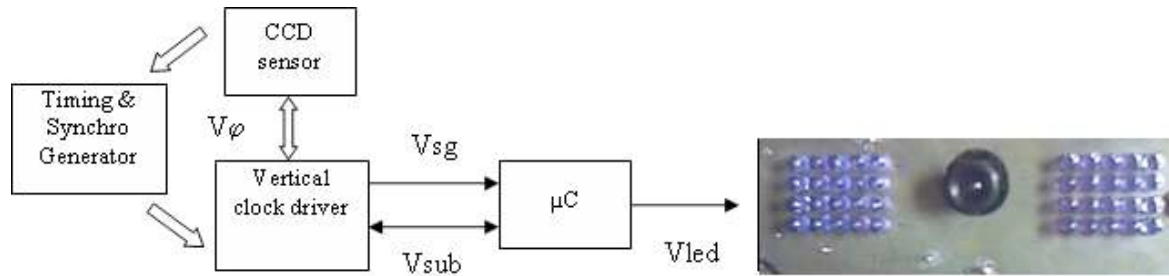 CCD
sensor
Timing &
Synchro
Generator
Vφ
Vsg
Vertical
clock driver
μC
Vsub
Vled